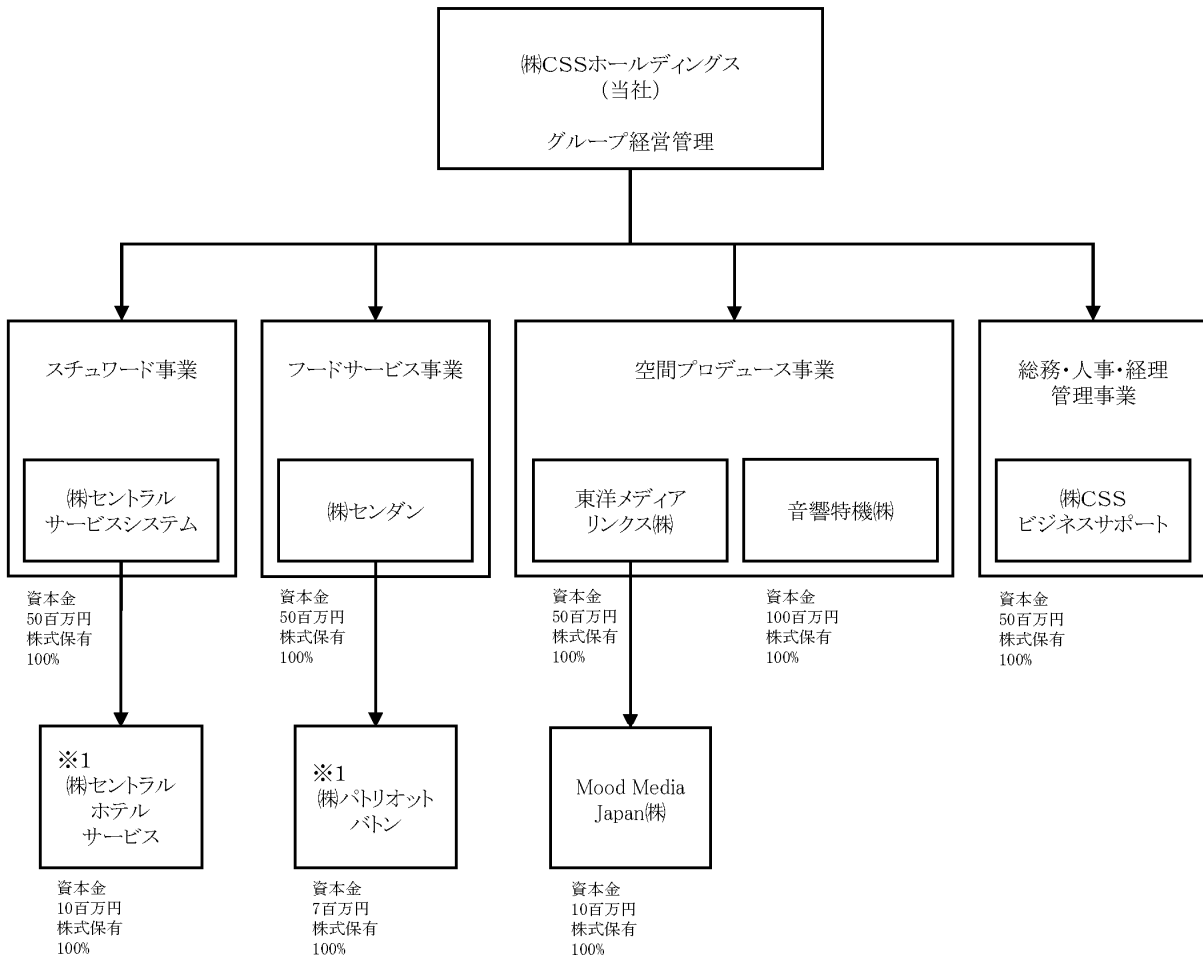 ㈱CSSホールディングス
（当社）
グループ経営管理
スチュワード事業
㈱セントラル
サービスシステム
資本金
50百万円
株式保有
100%
※1
㈱セントラル
ホテル
サービス
資本金
10百万円
株式保有
100%
フードサービス事業
㈱センダン
資本金
50百万円
株式保有
100%
※1
㈱パトリオット
バトン
資本金
7百万円
株式保有
100%
空間プロデュース事業
東洋メディア
リンクス㈱
資本金
50百万円
株式保有
100%
音響特機㈱
資本金
100百万円
株式保有
100%
Mood Media
Japan㈱
資本金
10百万円
株式保有
100%
総務・人事・経理
管理事業
㈱CSS
ビジネスサポート
資本金
50百万円
株式保有
100%